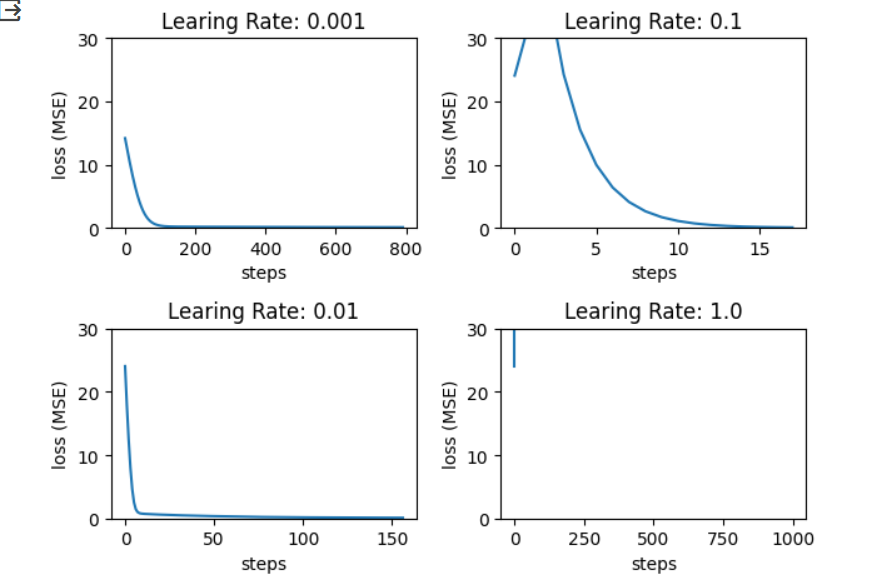 Learing Rate: 0.001
30
20
10
0
loss (MSE)
0 200 400 600 800
steps
Learing Rate: 0.1
30
20
10
0
loss (MSE)
0 5 10 15
steps
Learing Rate: 0.01
30
20
10
0
loss (MSE)
0 50 100 150
steps
Learing Rate: 1.0
30
20
10
0
loss (MSE)
0 250 500 750 1000
steps